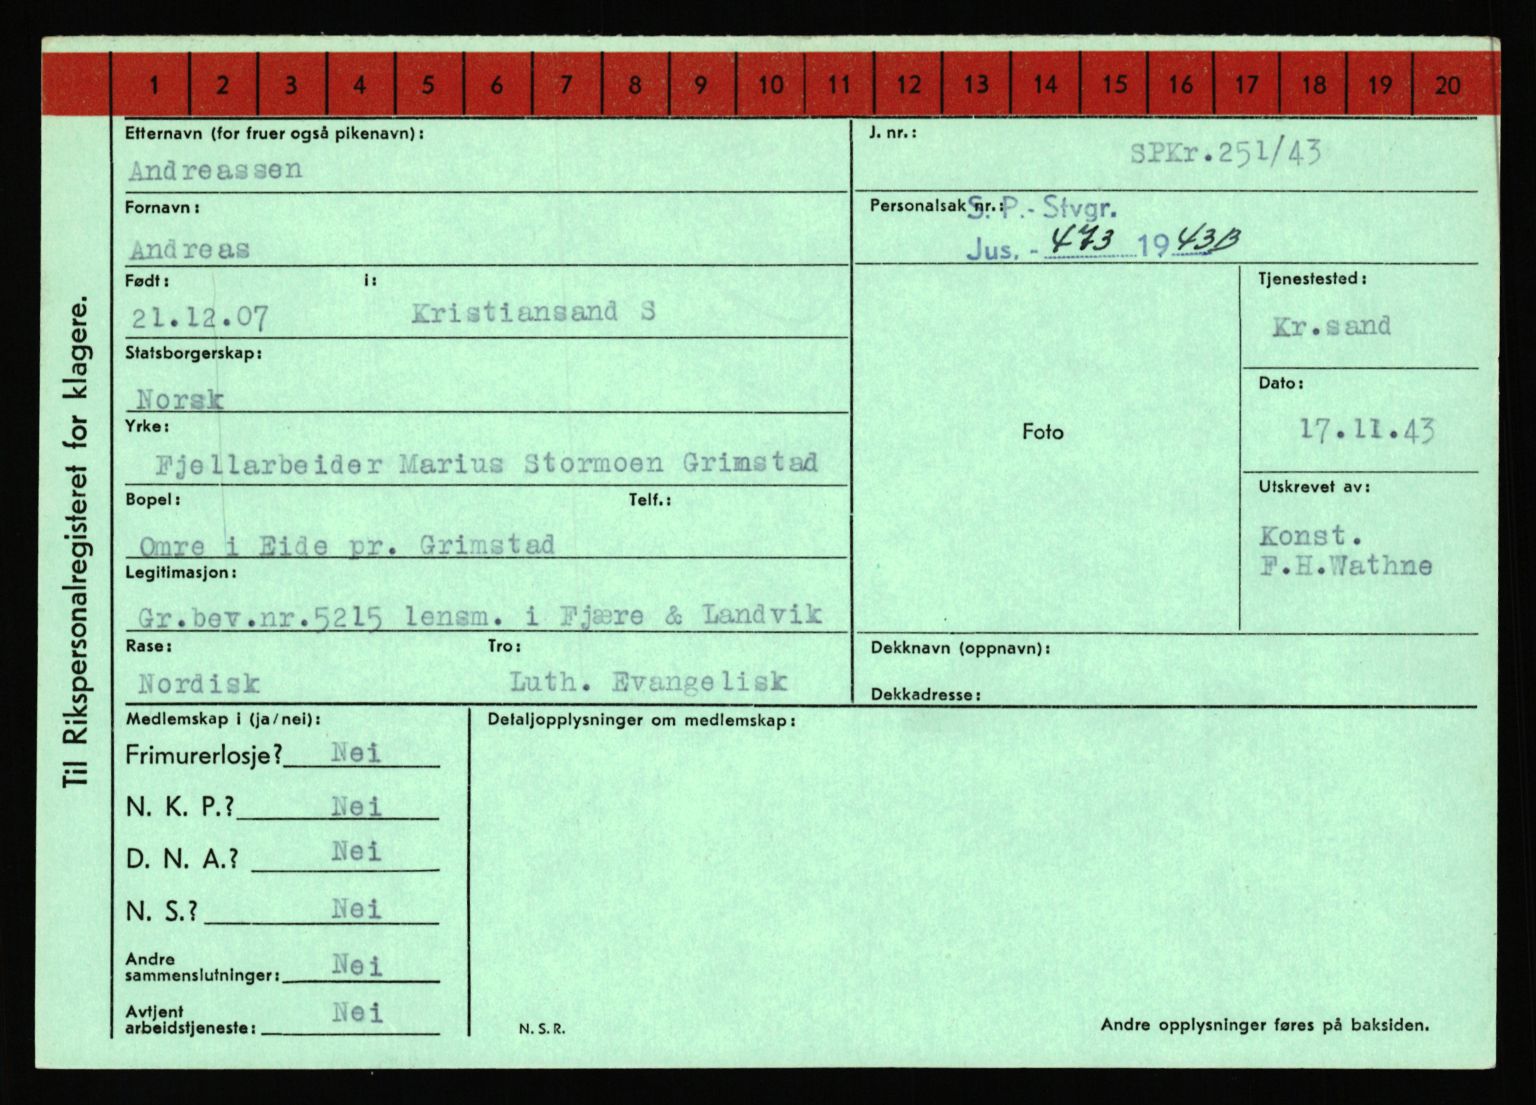 1 2 3 4 5 6 7 8 9 10 11 12 13 14 15 16 17 18 19 20
Til Rikspersonalregisteret for klagere.
Etternavn (for fruer også pikenavn):
Andreassen
Fornavn:
Andreas
Født: i:
21.12.07 Kristiansand S
Statsborgerskap:
Norsk
Yrke:
Fjellarbeider Marius Stormoen Grimstad
Bopel: Telf.:
Omre i Eide pr. Grimstad
Legitimasjon:
Gr.bev.nr.5215 lensm. i Fjære & Landvik
Rase: Tro:
Nordisk Luth. Evangelisk
J. nr.:
SPKr.251/43
Personalsak nr.:
S. P.- Stvgr.
Jus. - 473 1943B
Foto
Tjenestested:
Kr.sand
Dato:
17.11.43
Utskrevet av:
Konst.
F.H.Wathne
Dekknavn (oppnavn):
Dekkadresse:
Medlemskap i (ja/nei):
Frimurerlosje? Nei
N. K. P.? Nei
D. N. A.? Nei
N. S.? Nei
Andre
sammenslutninger: Nei
Avtjent
arbeidstjeneste: Nei
Detaljopplysninger om medlemskap:
N. S. R.
Andre opplysninger føres på baksiden.